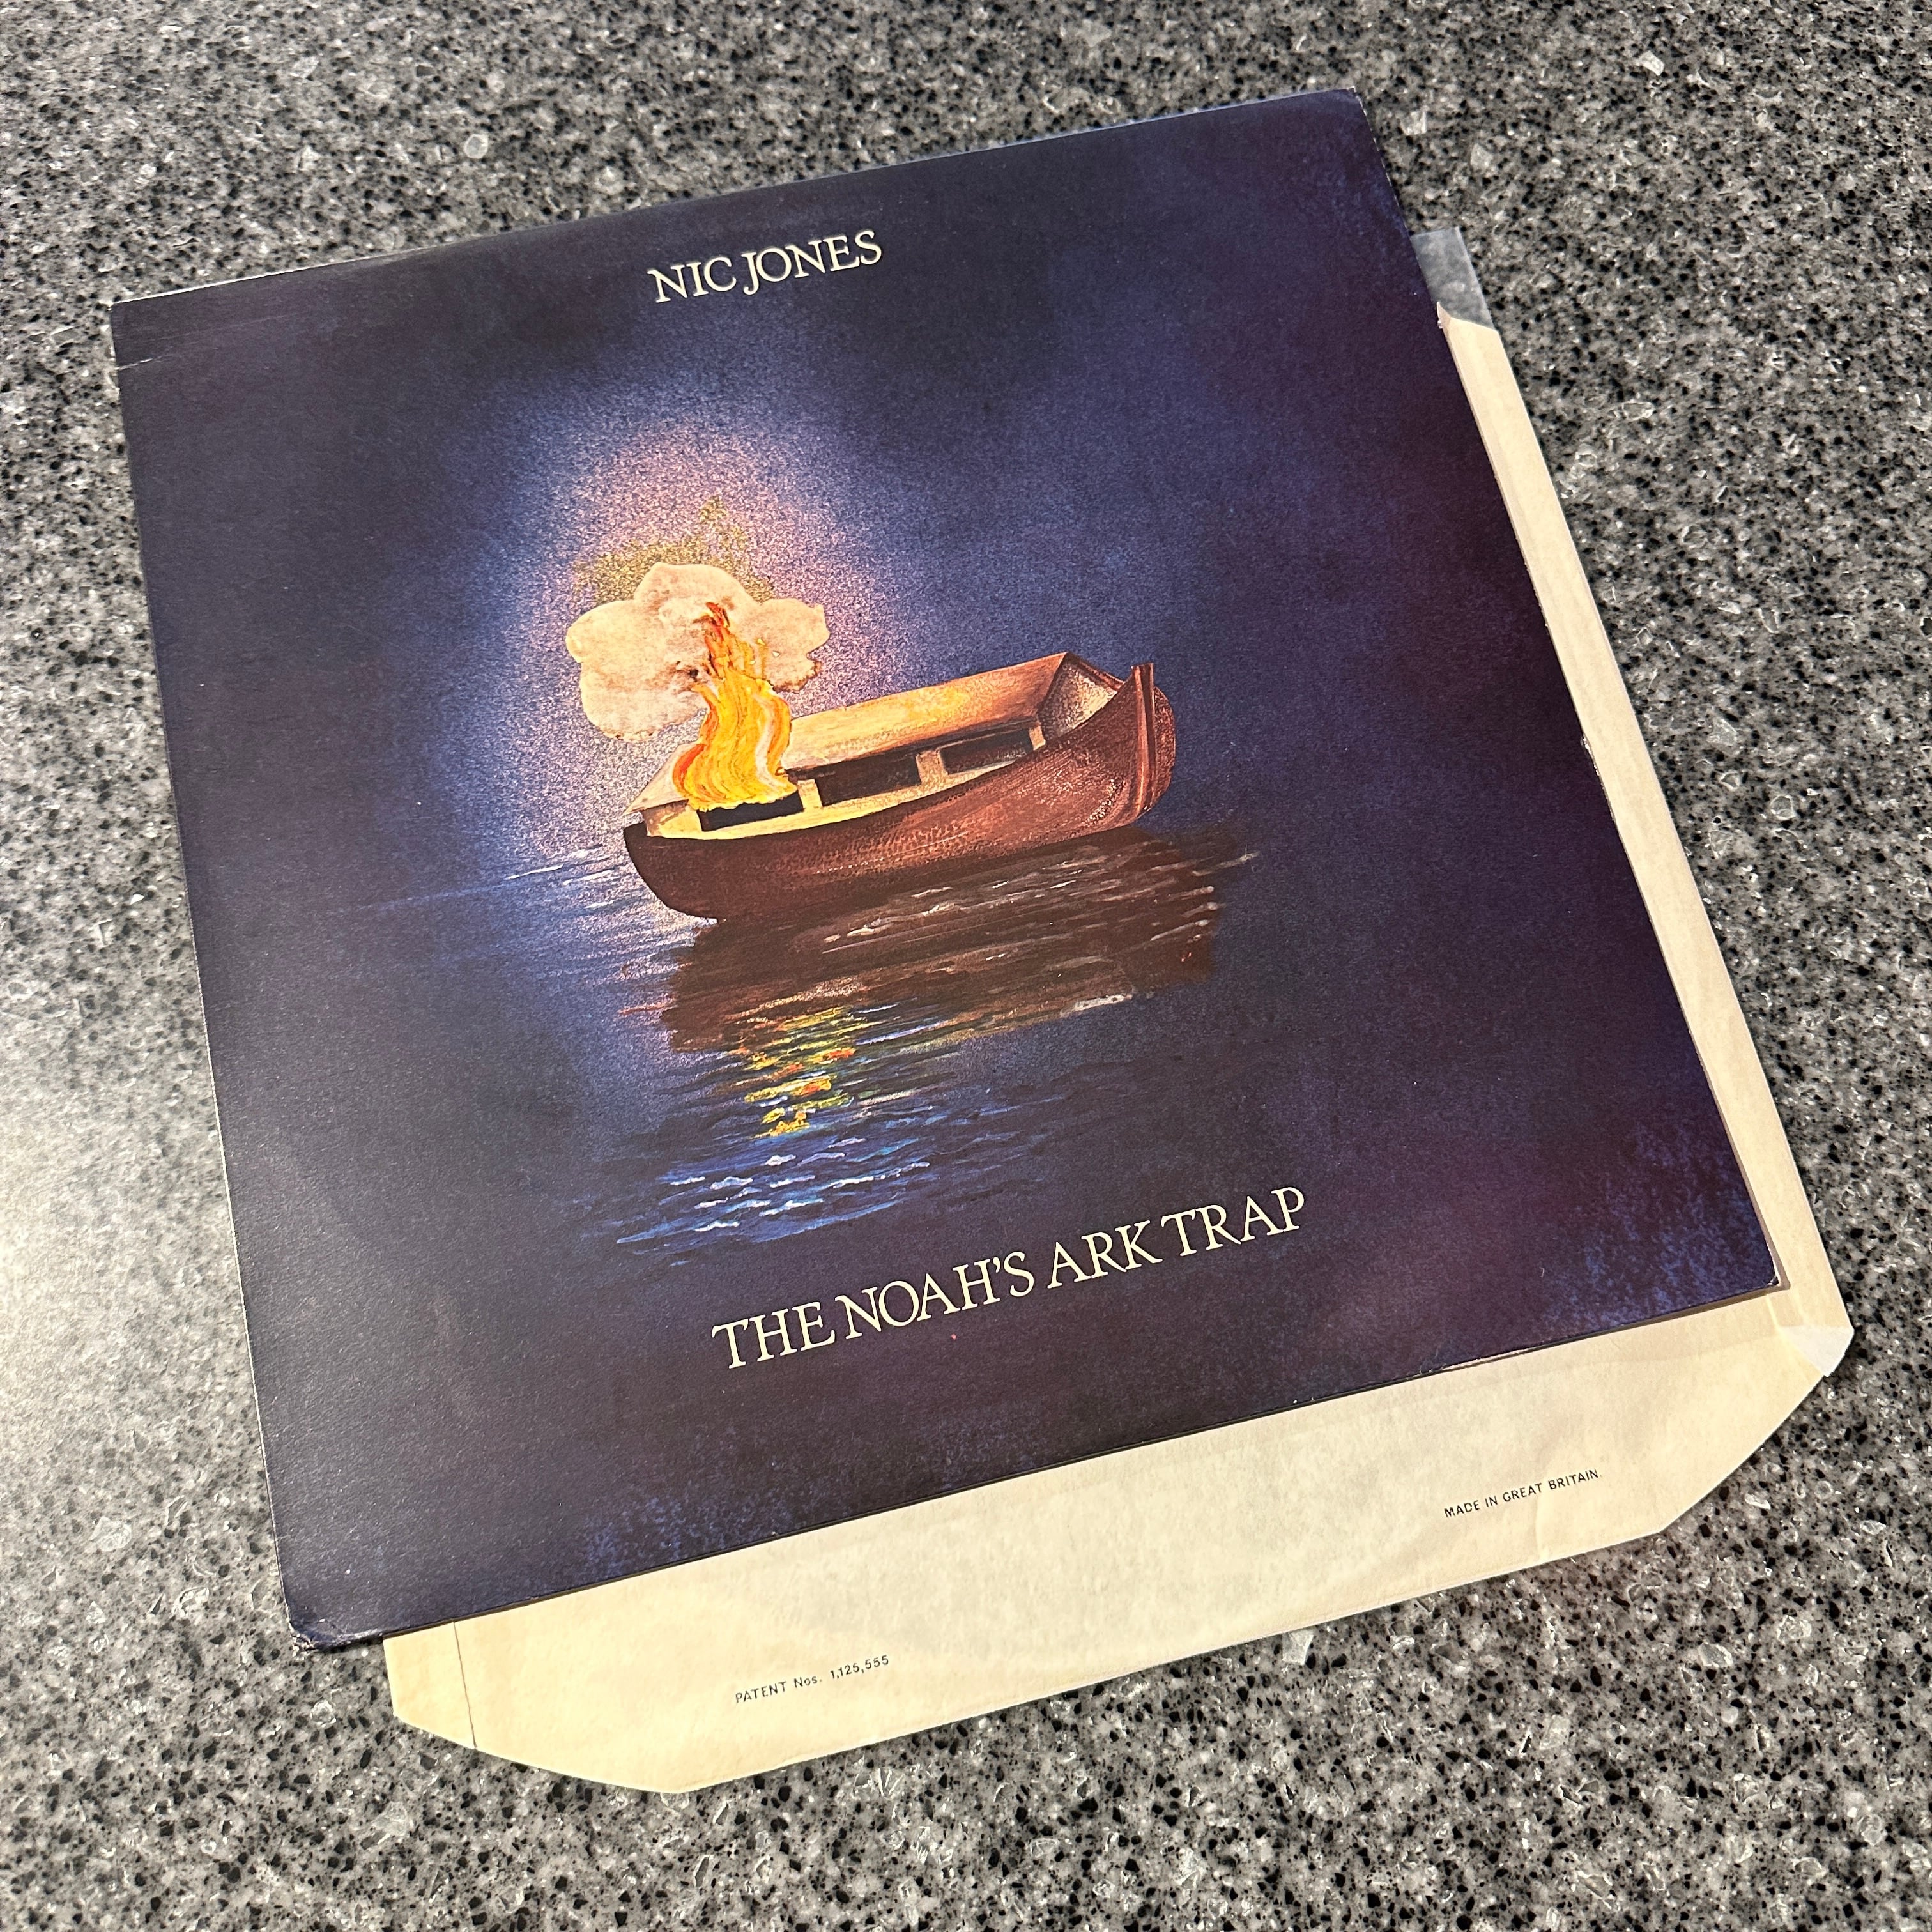 NIC JONES
THE NOAH'S ARK TRAP
MADE IN GREAT BRITAIN.
PATENT Nos. 1,125,555